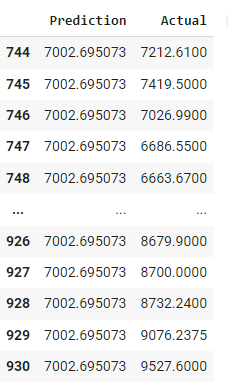 Prediction Actual
744 7002.695073 7212.6100
745 7002.695073 7419.5000
746 7002.695073 7026.9900
747 7002.695073 6686.5500
748 7002.695073 6663.6700
... ... ...
926 7002.695073 8679.9000
927 7002.695073 8700.0000
928 7002.695073 8732.2400
929 7002.695073 9076.2375
930 7002.695073 9527.6000